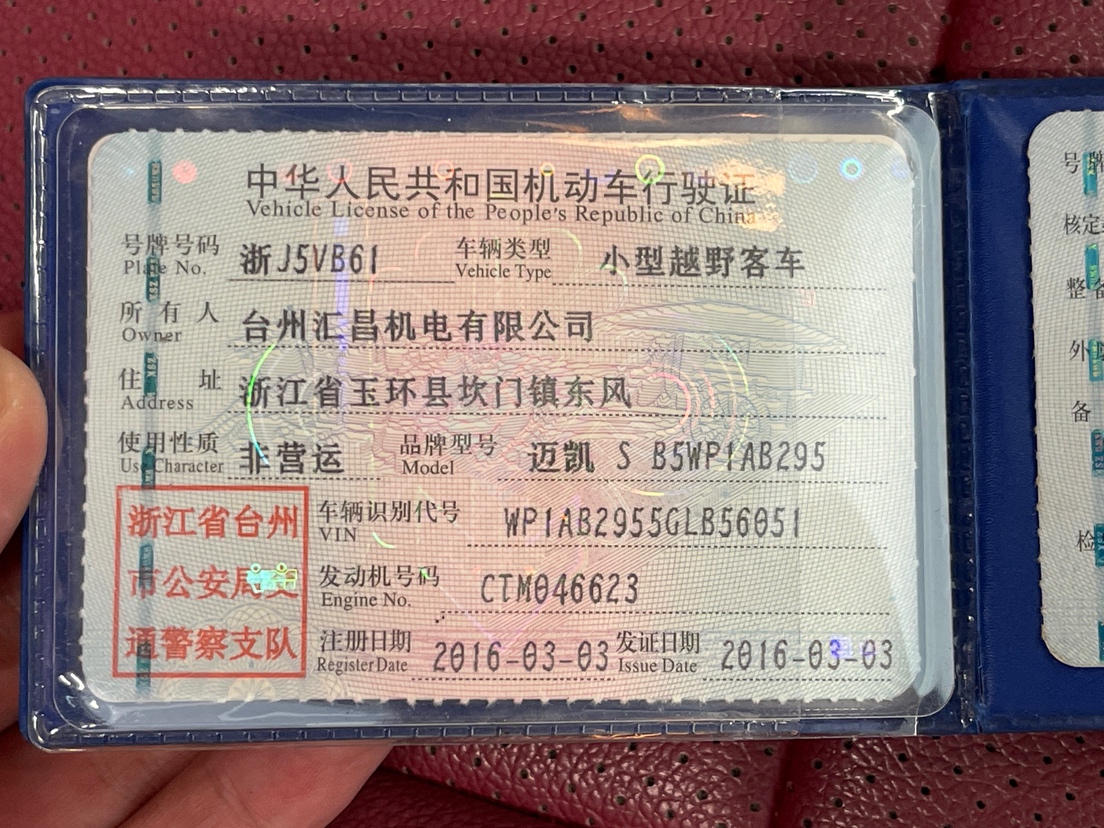 中华人民共和国机动车行驶证
Vehicle License of the People's Republic of China
号牌号码 浙J5VB61 车辆类型 小型越野客车
Plate No. Vehicle Type
所有人 台州汇昌机电有限公司
Owner
住址 浙江省玉环县坎门镇东风
Address
使用性质 非营运 品牌型号 迈凯 S B5WP1AB295
Use Character Model
浙江省台州
市公安局交
通警察支队
车辆识别代号 WP1AB2955GLB56051
VIN
发动机号码 CTM046623
Engine No.
注册日期 2016-03-03 发证日期 2016-03-03
Register Date Issue Date
号牌
核定
整备
外
备
检